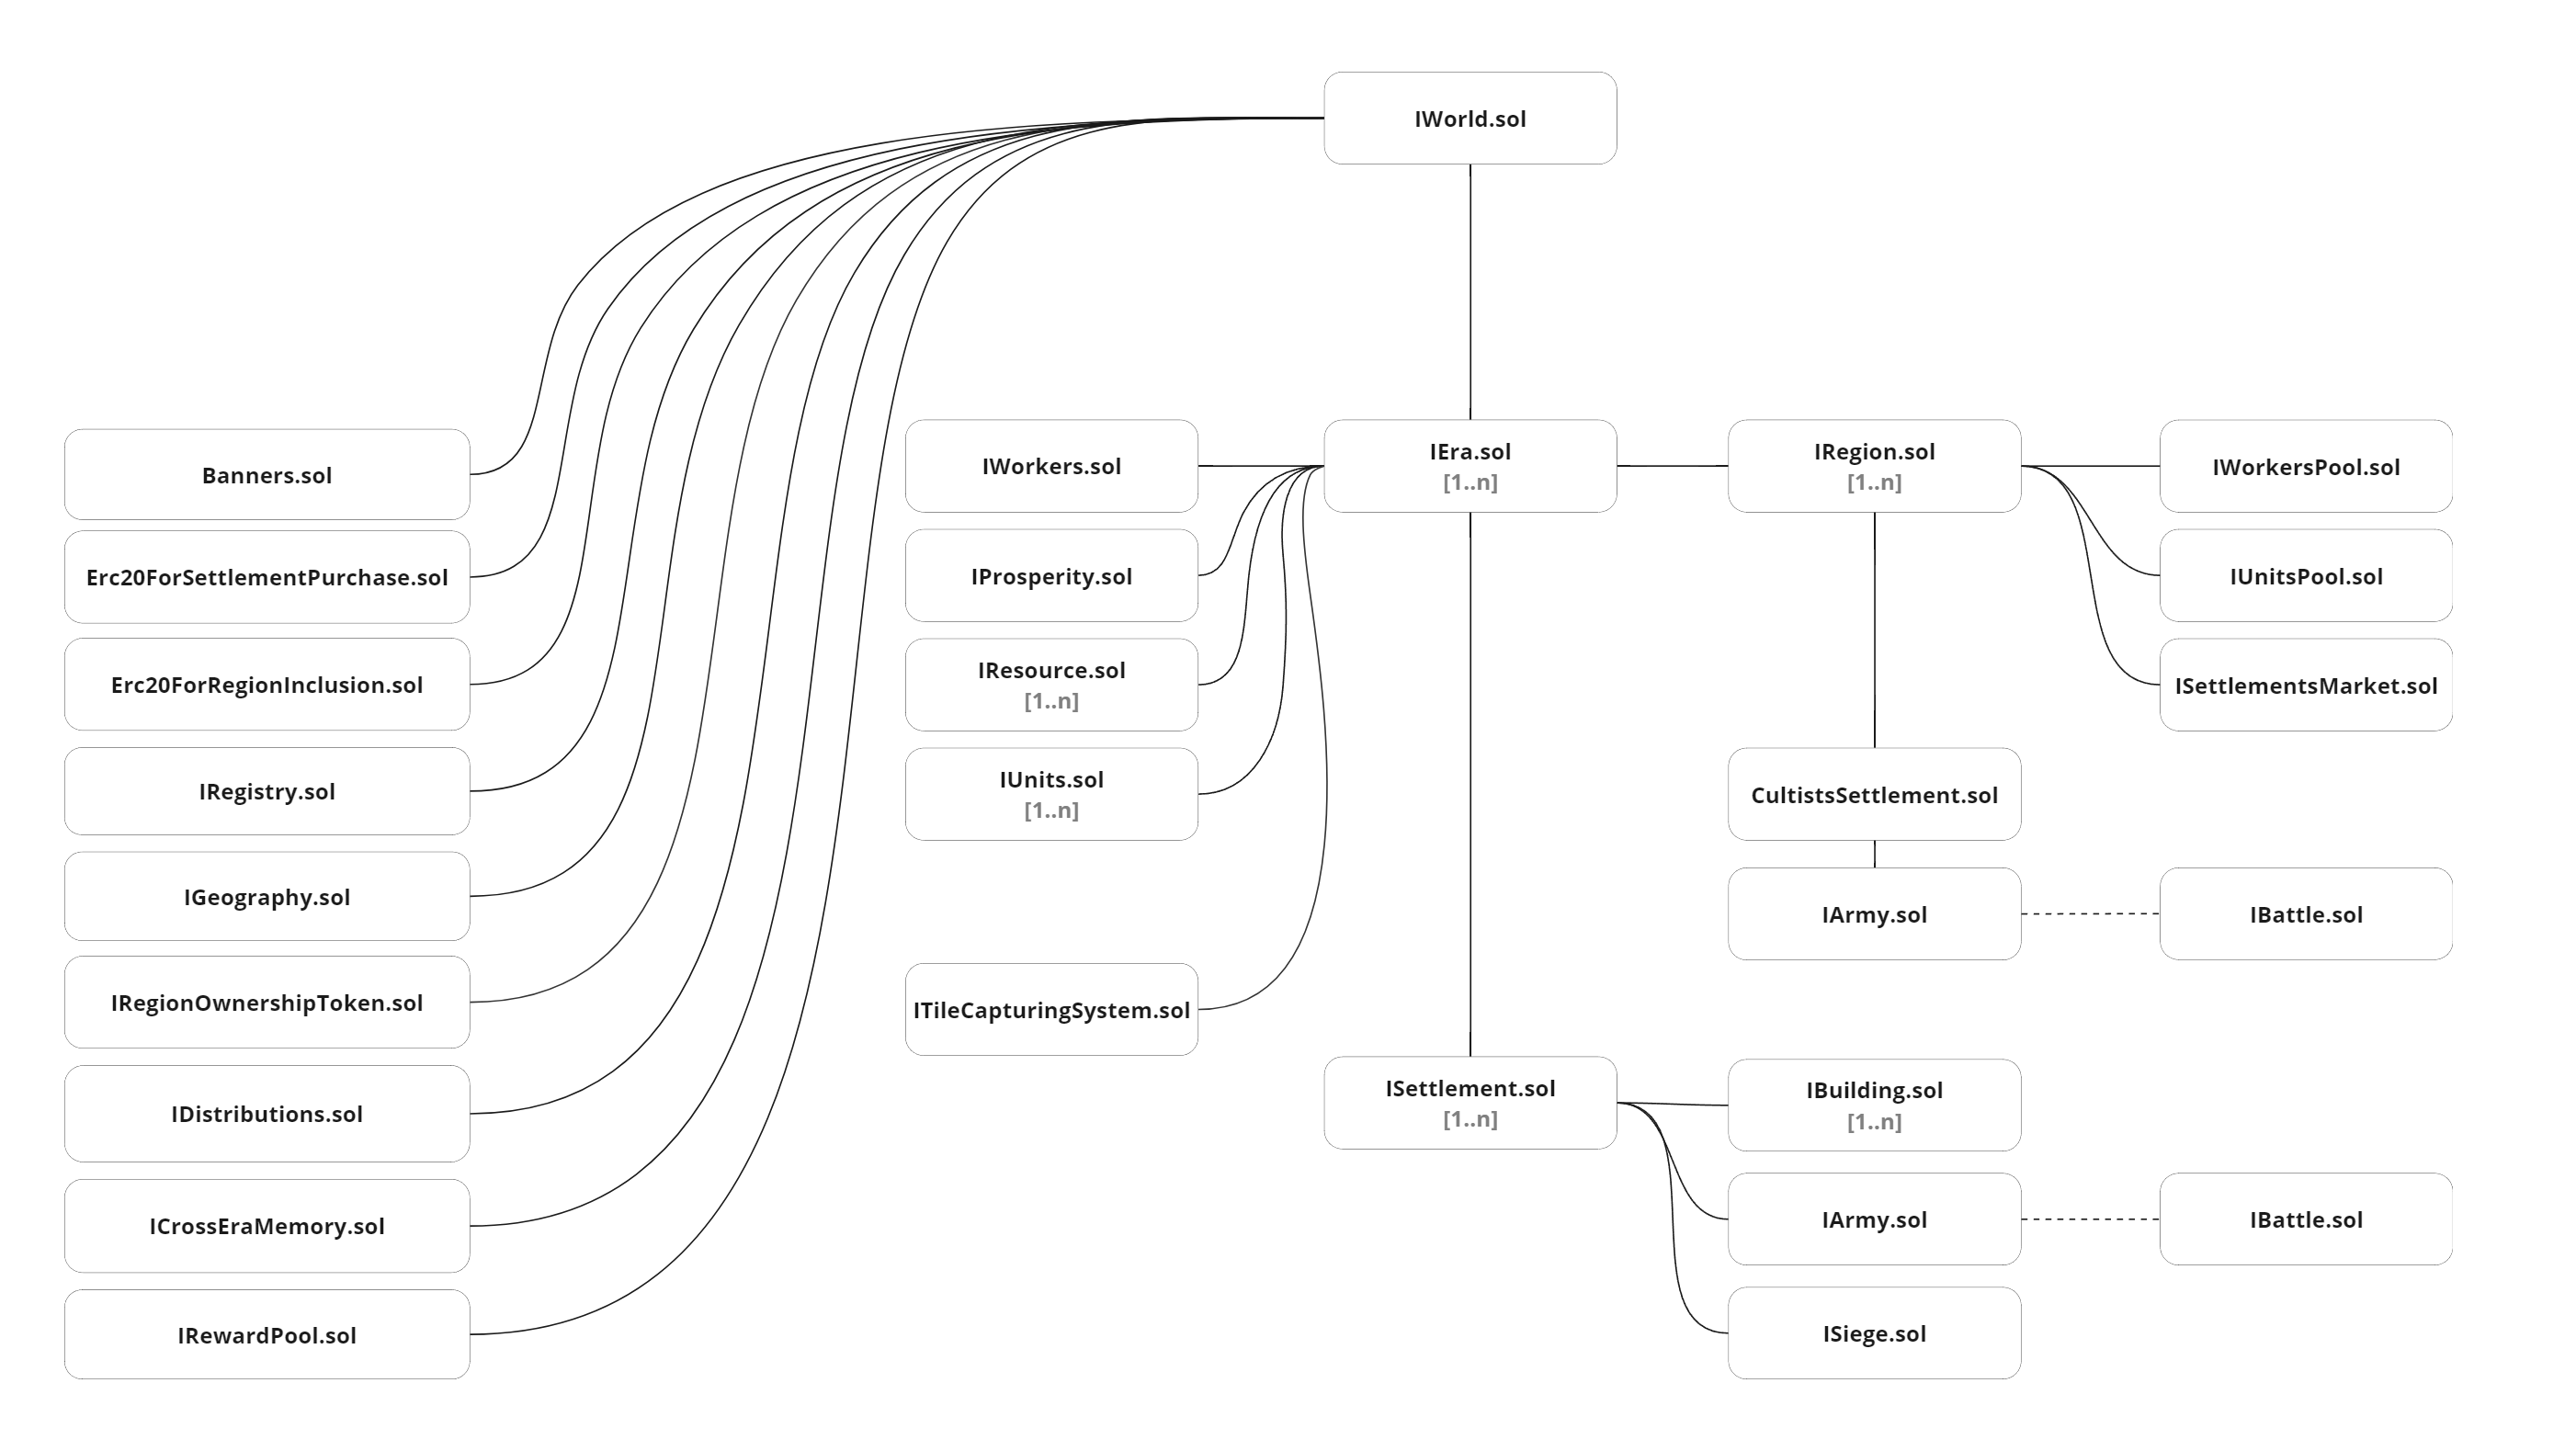 IWorld.sol
Banners.sol
Erc20ForSettlementPurchase.sol
Erc20ForRegionInclusion.sol
IRegistry.sol
IGeography.sol
IRegionOwnershipToken.sol
IDistributions.sol
ICrossEraMemory.sol
IRewardPool.sol
IWorkers.sol
IProsperity.sol
IResource.sol
[1..n]
IUnits.sol
[1..n]
ITileCapturingSystem.sol
IEra.sol
[1..n]
ISettlement.sol
[1..n]
IRegion.sol
[1..n]
CultistsSettlement.sol
IArmy.sol
IBuilding.sol
[1..n]
IArmy.sol
ISiege.sol
IWorkersPool.sol
IUnitsPool.sol
ISettlementsMarket.sol
IBattle.sol
IBattle.sol